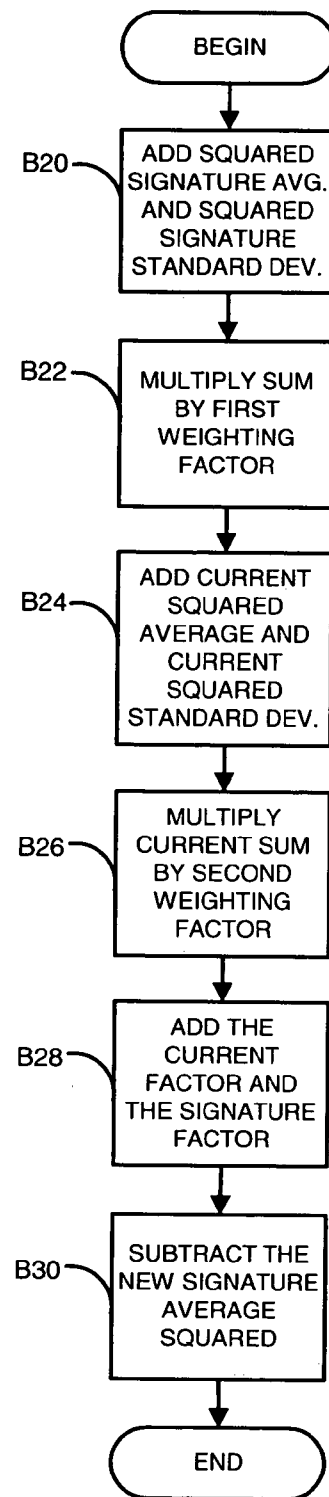 BEGIN
B20
ADD SQUARED
SIGNATURE AVG.
AND SQUARED
SIGNATURE
STANDARD DEV.
B22
MULTIPLY SUM
BY FIRST
WEIGHTING
FACTOR
B24
ADD CURRENT
SQUARED
AVERAGE AND
CURRENT
SQUARED
STANDARD DEV.
B26
MULTIPLY
CURRENT SUM
BY SECOND
WEIGHTING
FACTOR
B28
ADD THE
CURRENT
FACTOR AND
THE SIGNATURE
FACTOR
B30
SUBTRACT THE
NEW SIGNATURE
AVERAGE
SQUARED
END